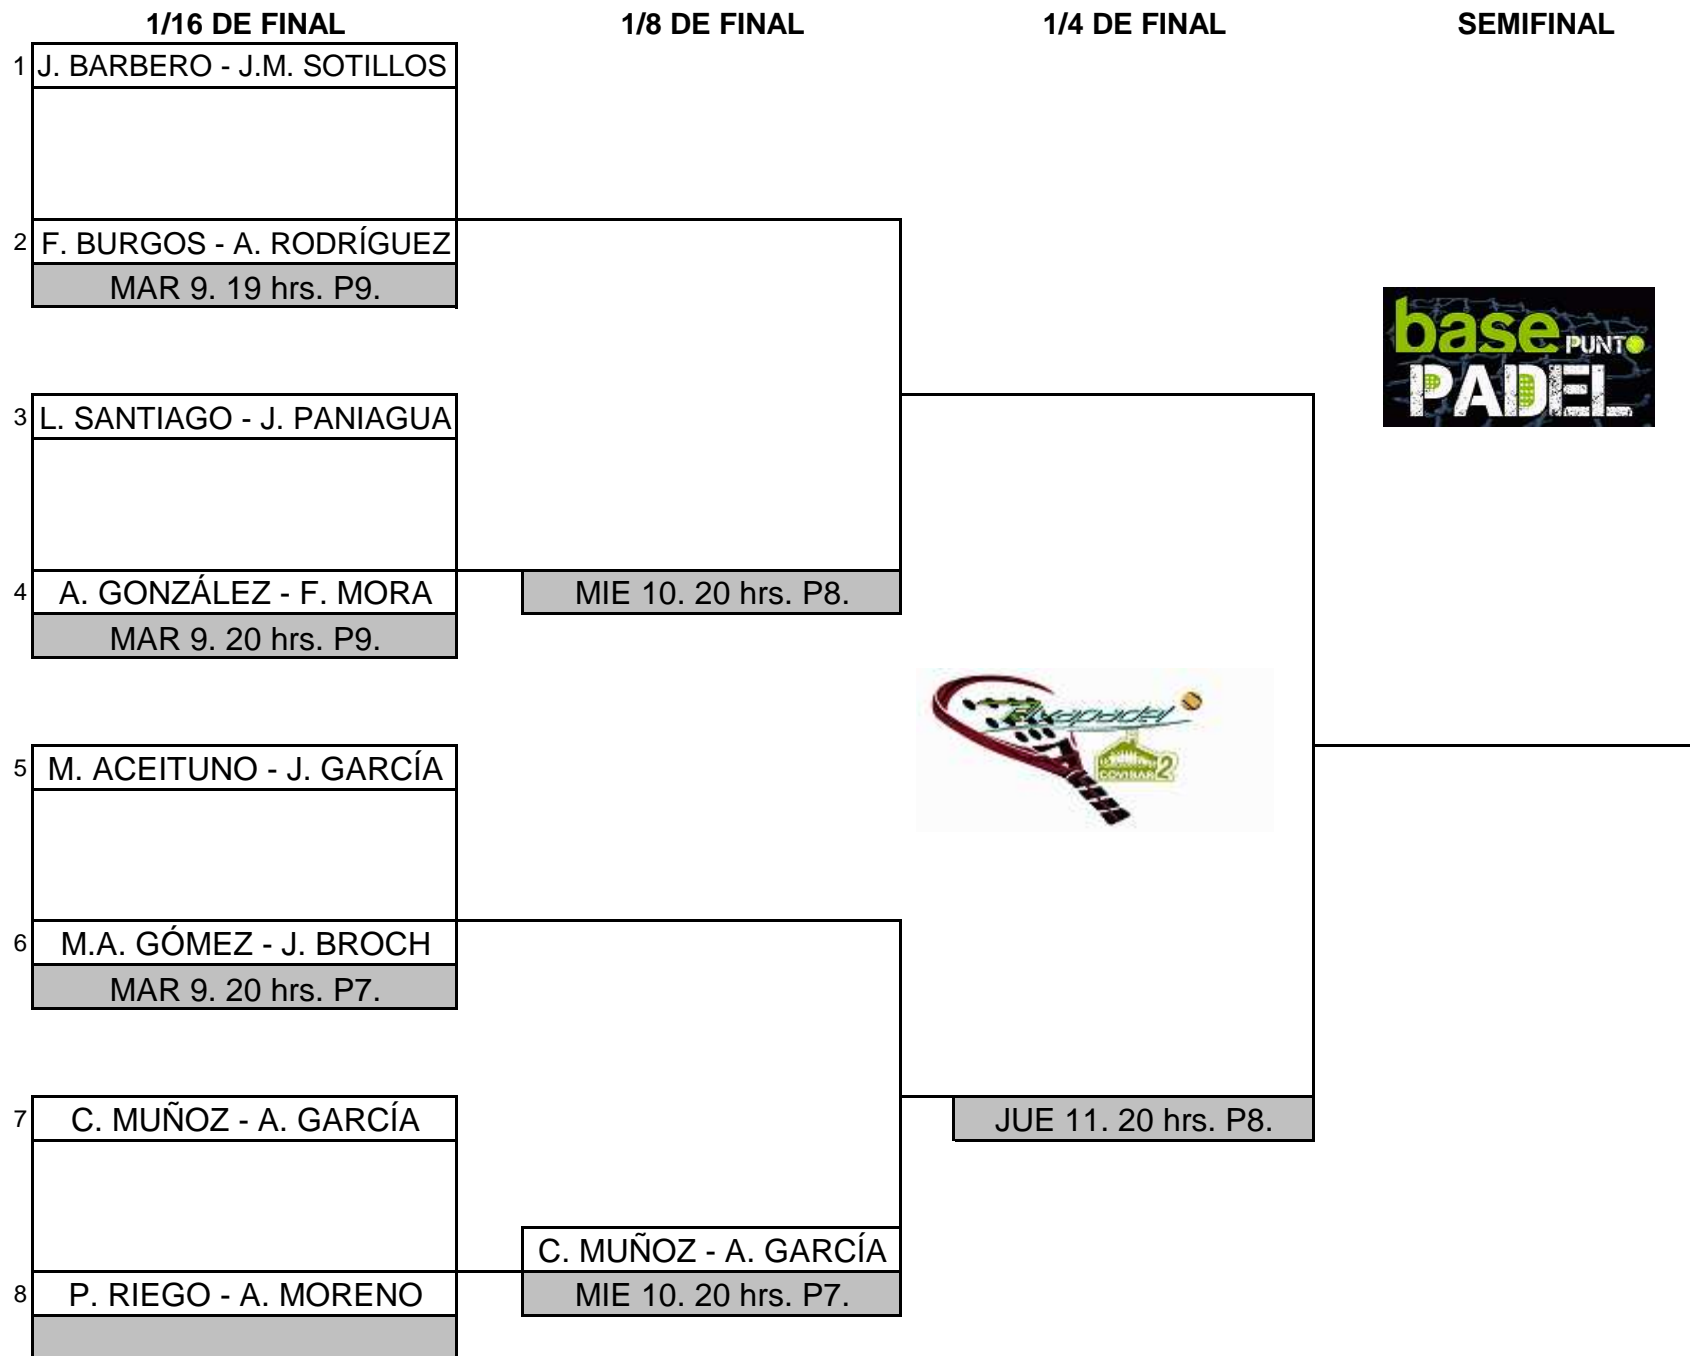 1/16 DE FINAL 1/8 DE FINAL 1/4 DE FINAL SEMIFINAL
1 J. BARBERO - J.M. SOTILLOS
2 F. BURGOS - A. RODRÍGUEZ
MAR 9. 19 hrs. P9.
base PUNTO
PADEL
3 L. SANTIAGO - J. PANIAGUA
4 A. GONZÁLEZ - F. MORA MIE 10. 20 hrs. P8.
MAR 9. 20 hrs. P9.
5 M. ACEITUNO - J. GARCÍA
COVIBAR 2
6 M.A. GÓMEZ - J. BROCH
MAR 9. 20 hrs. P7.
7 C. MUÑOZ - A. GARCÍA JUE 11. 20 hrs. P8.
C. MUÑOZ - A. GARCÍA
8 P. RIEGO - A. MORENO MIE 10. 20 hrs. P7.